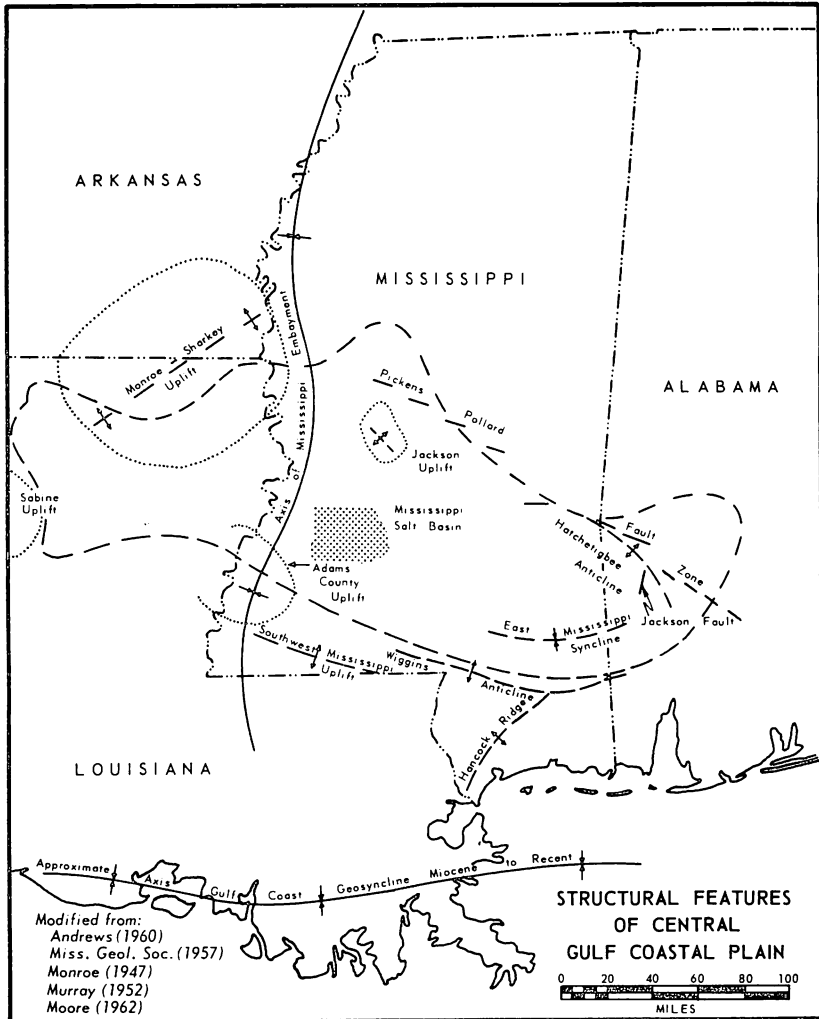 ARKANSAS
MISSISSIPPI
ALABAMA
LOUISIANA
Monroe - Sharkey
Uplift
Axis of Mississippi Embayment
Pickens
Pollard
Jackson
Uplift
Sabine
Uplift
Mississippi
Salt Basin
Fault
Hatchetigbee
Anticline
Zone
Adams
County
Uplift
East Mississippi
Syncline
Jackson Fault
Southwest Mississippi
Uplift
Wiggins
Anticline
Hancock Ridge
Approximate Axis Gulf Coast Geosyncline Miocene to Recent
Modified from:
Andrews (1960)
Miss. Geol. Soc. (1957)
Monroe (1947)
Murray (1952)
Moore (1962)
STRUCTURAL FEATURES
OF CENTRAL
GULF COASTAL PLAIN
0 20 40 60 80 100
MILES